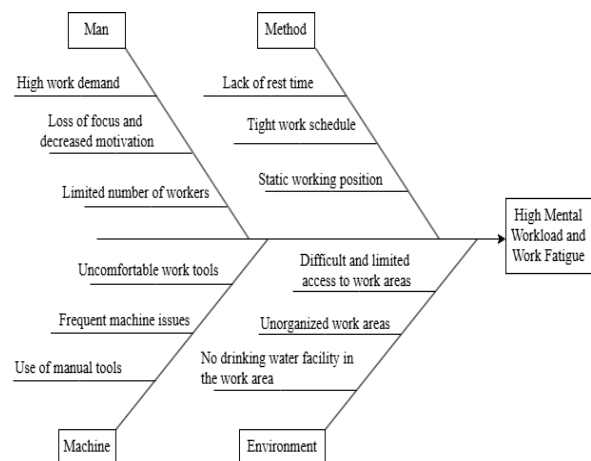 Man
Method
High work demand
Lack of rest time
Loss of focus and
decreased motivation
Tight work schedule
Limited number of workers
Static working position
High Mental
Workload and
Work Fatigue
Uncomfortable work tools
Difficult and limited
access to work areas
Frequent machine issues
Unorganized work areas
Use of manual tools
No drinking water facility in
the work area
Machine
Environment